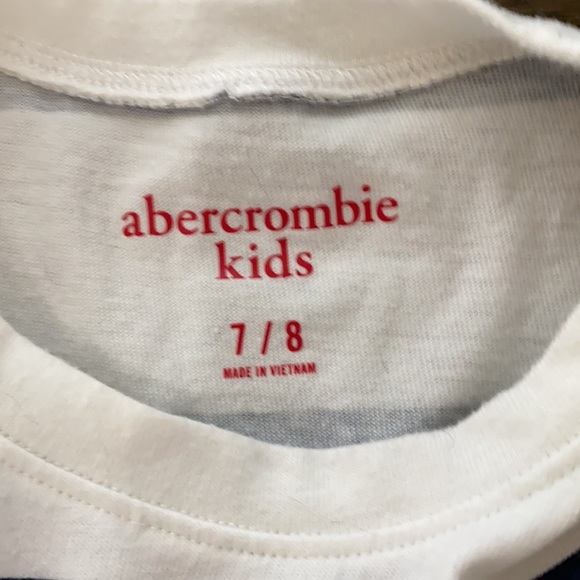 abercrombie
kids
7 / 8
MADE IN VIETNAM